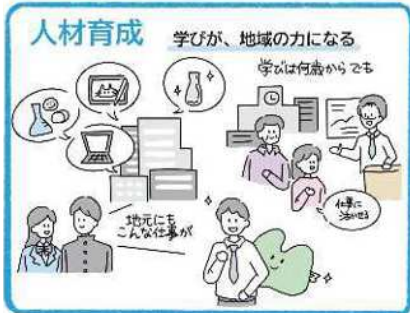 人材育成
学びが、地域の力になる
学びは何歳からでも
地元にも
こんな仕事が
仕事に
活かせる